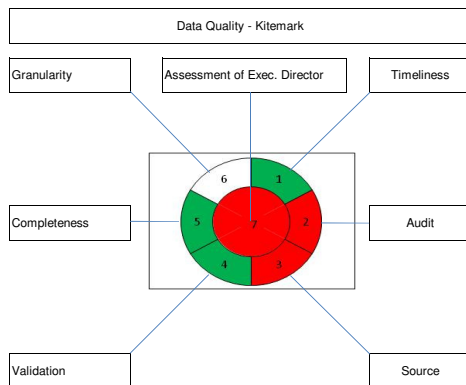 Data Quality - Kitemark
Granularity
Assessment of Exec. Director
Timeliness
6
1
Completeness
5
7
2
Audit
4
3
Validation
Source